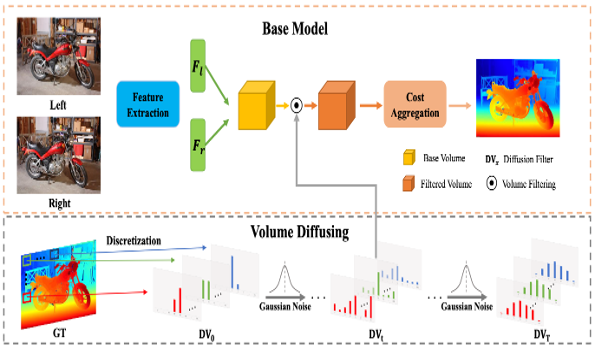 Base Model
Left
Right
Feature
Extraction
F_l
F_r
Cost
Aggregation
Base Volume
DV_τ Diffusion Filter
Filtered Volume
Volume Filtering
Volume Diffusing
Discretization
GT
DV_0
Gaussian Noise
...
DV_t
...
Gaussian Noise
DV_T